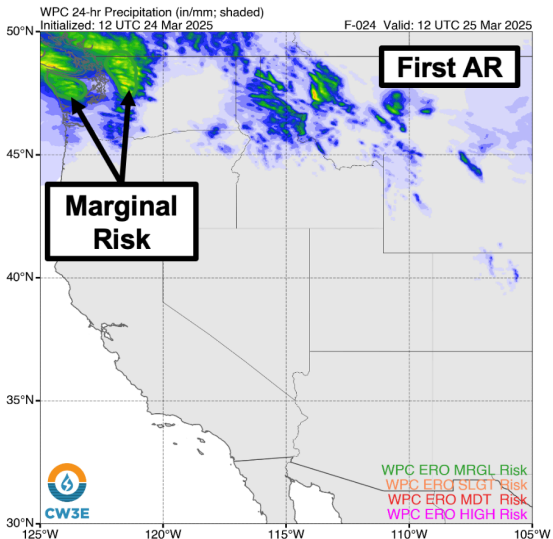 WPC 24-hr Precipitation (in/mm; shaded)
Initialized: 12 UTC 24 Mar 2025
F-024 Valid: 12 UTC 25 Mar 2025
50°N
First AR
45°N
Marginal
Risk
40°N
35°N
WPC ERO MRGL Risk
WPC ERO SLGT Risk
WPC ERO MDT Risk
WPC ERO HIGH Risk
CW3E
30°N
125°W
120°W
115°W
110°W
105°W